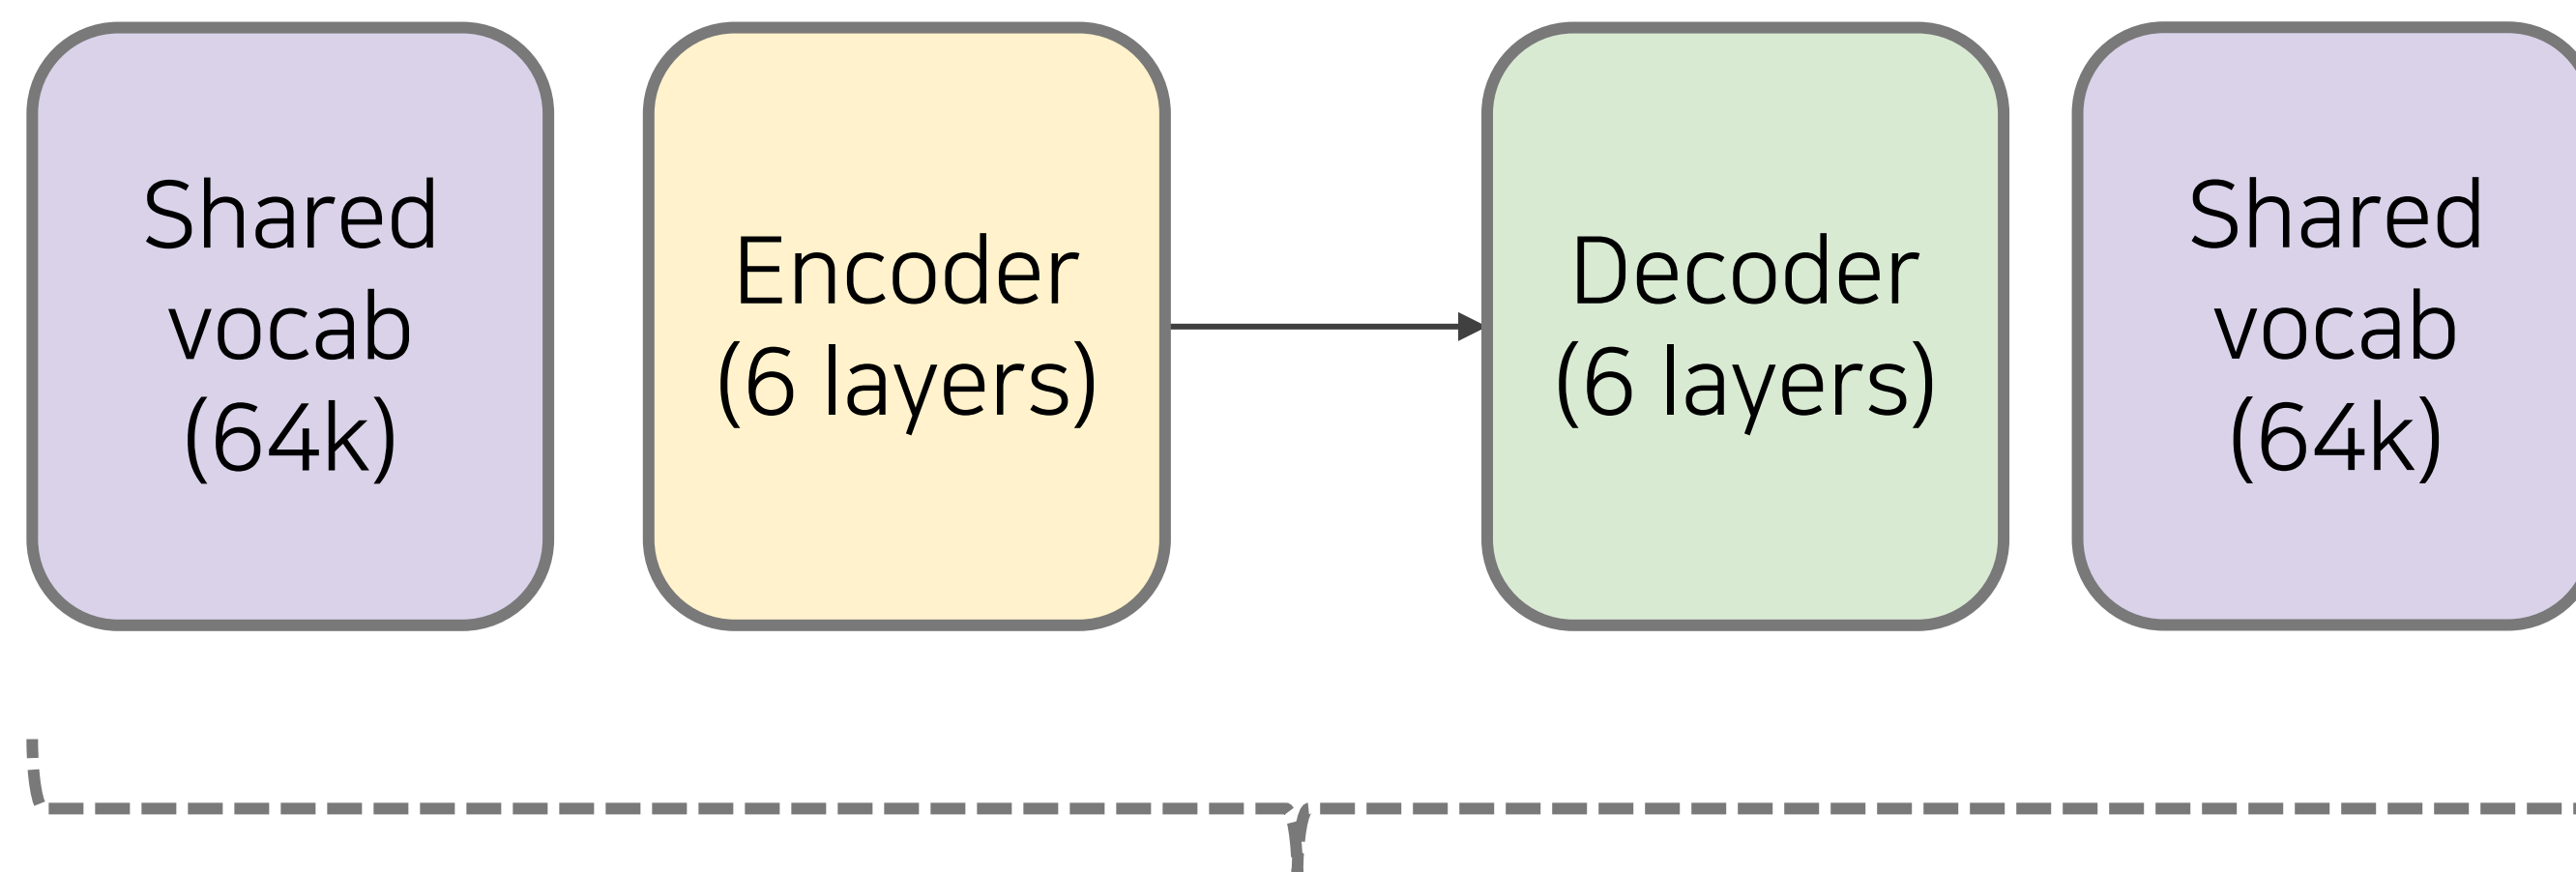 Shared
vocab
(64k)
Encoder
(6 layers)
Decoder
(6 layers)
Shared
vocab
(64k)